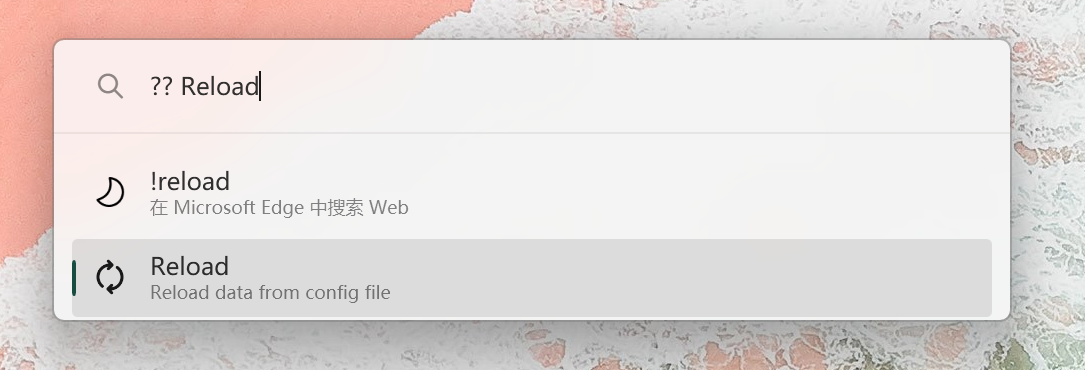 ?? Reload
!reload
在 Microsoft Edge 中搜索 Web
Reload
Reload data from config file